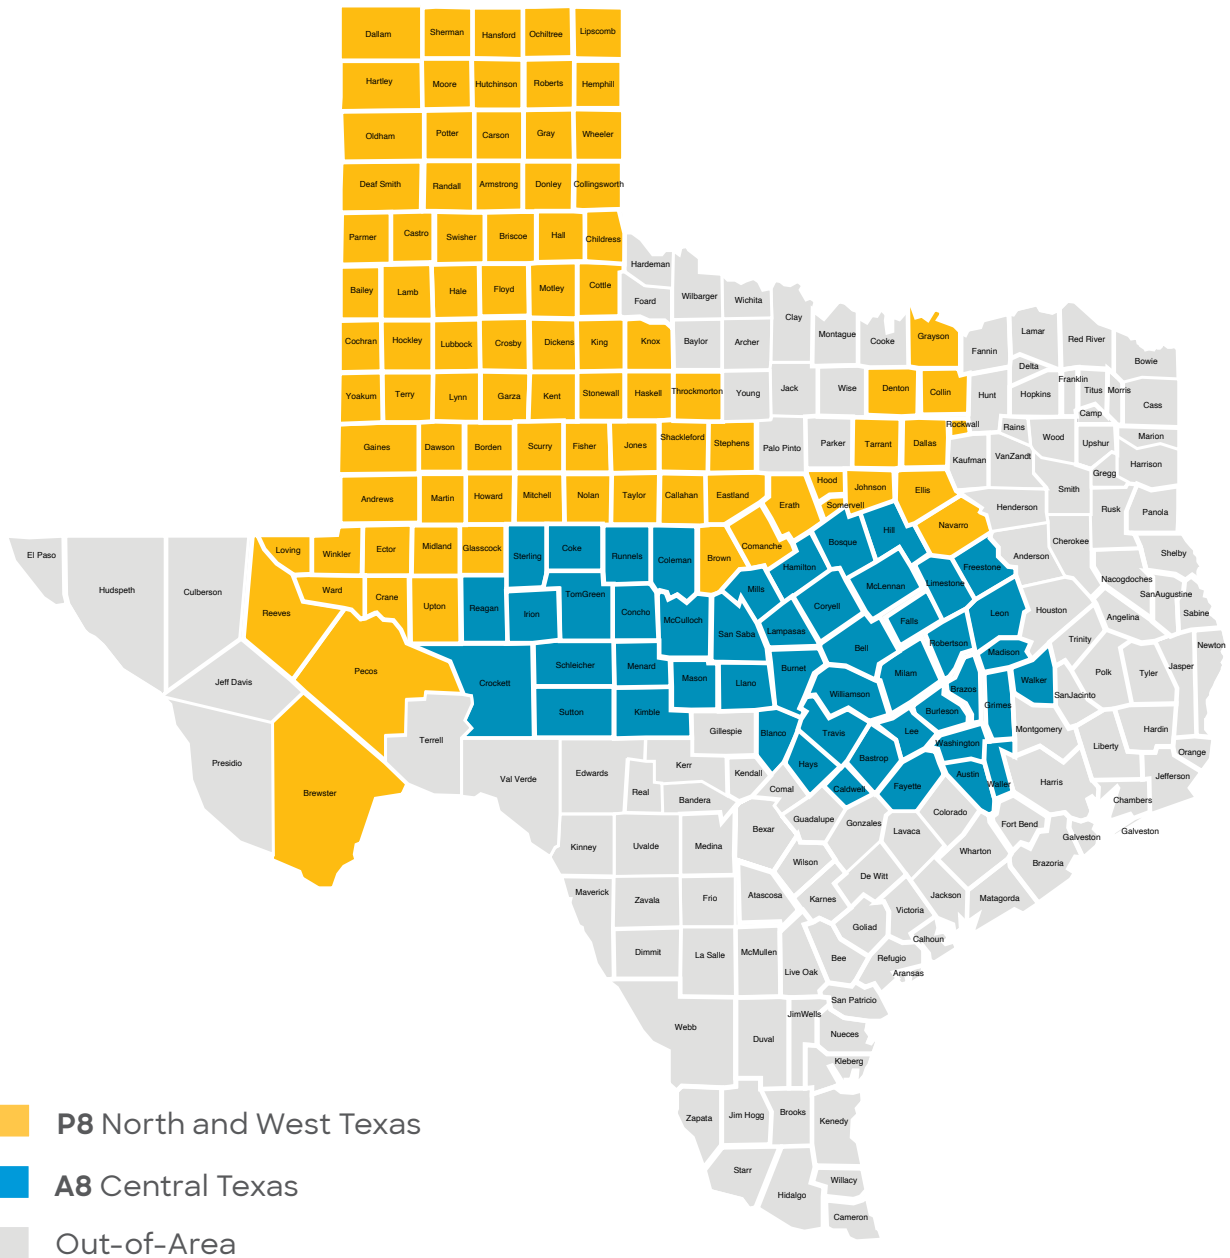 Dallam Sherman Hansford Ochiltree Lipscomb
Hartley Moore Hutchinson Roberts Hemphill
Oldham Potter Carson Gray Wheeler
Deaf Smith Randall Armstrong Donley Collingsworth
Parmer Castro Swisher Briscoe Hall Childress
Hardeman
Bailey Lamb Hale Floyd Motley Cottle Foard Wilbarger Wichita
Clay Montague Cooke Grayson Fannin Lamar Red River Bowie
Cochran Hockley Lubbock Crosby Dickens King Knox Baylor Archer
Delta Franklin Titus Morris Cass
Yoakum Terry Lynn Garza Kent Stonewall Haskell Throckmorton Young Jack Wise Denton Collin Hunt Hopkins Camp
Rockwall Rains Wood Upshur Marion
Gaines Dawson Borden Scurry Fisher Jones Shackleford Stephens Palo Pinto Parker Tarrant Dallas Kaufman VanZandt Gregg Harrison
Andrews Martin Howard Mitchell Nolan Taylor Callahan Eastland Erath Hood Johnson Ellis Henderson Smith Rusk Panola
Somervell Navarro
El Paso Hudspeth Culberson Loving Winkler Ector Midland Glasscock Sterling Coke Runnels Coleman Brown Comanche Bosque Hill Freestone Anderson Cherokee Shelby
Hamilton McLennan Limestone Nacogdoches SanAugustine Sabine
Reeves Ward Crane Upton Reagan Irion TomGreen Concho McCulloch Mills Coryell Falls Leon Houston Angelina
San Saba Lampasas Bell Robertson Madison Trinity Newton
Jeff Davis Pecos Crockett Schleicher Menard Mason Llano Burnet Milam Brazos Walker Polk Tyler Jasper
Sutton Kimble Williamson Burleson Grimes SanJacinto
Presidio Terrell Gillespie Blanco Travis Lee Washington Montgomery Liberty Hardin Orange
Brewster Val Verde Edwards Kerr Kendall Hays Bastrop Austin Waller Harris Jefferson
Real Bandera Comal Caldwell Fayette Colorado Chambers
Kinney Uvalde Medina Bexar Guadalupe Gonzales Lavaca Fort Bend Galveston Galveston
Wilson Wharton Brazoria
Maverick Zavala Frio Atascosa Karnes De Witt Jackson Matagorda
Goliad Victoria Calhoun
Dimmit La Salle McMullen Live Oak Bee Refugio Aransas
San Patricio
Webb Duval JimWells Nueces
Kleberg
Zapata Jim Hogg Brooks Kenedy
Starr Hidalgo Willacy
Cameron
P8 North and West Texas
A8 Central Texas
Out-of-Area